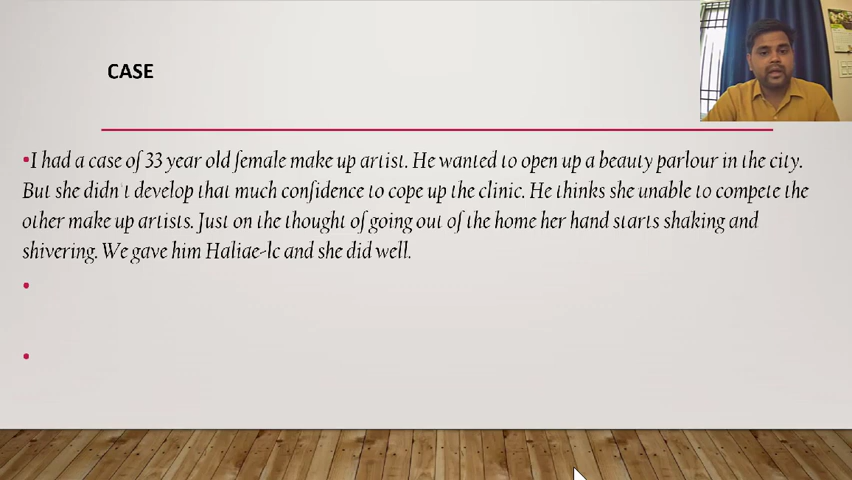 CASE
•I had a case of 33 year old female make up artist. He wanted to open up a beauty parlour in the city.
But she didn't develop that much confidence to cope up the clinic. He thinks she unable to compete the
other make up artists. Just on the thought of going out of the home her hand starts shaking and
shivering. We gave him Haliae-lc and she did well.